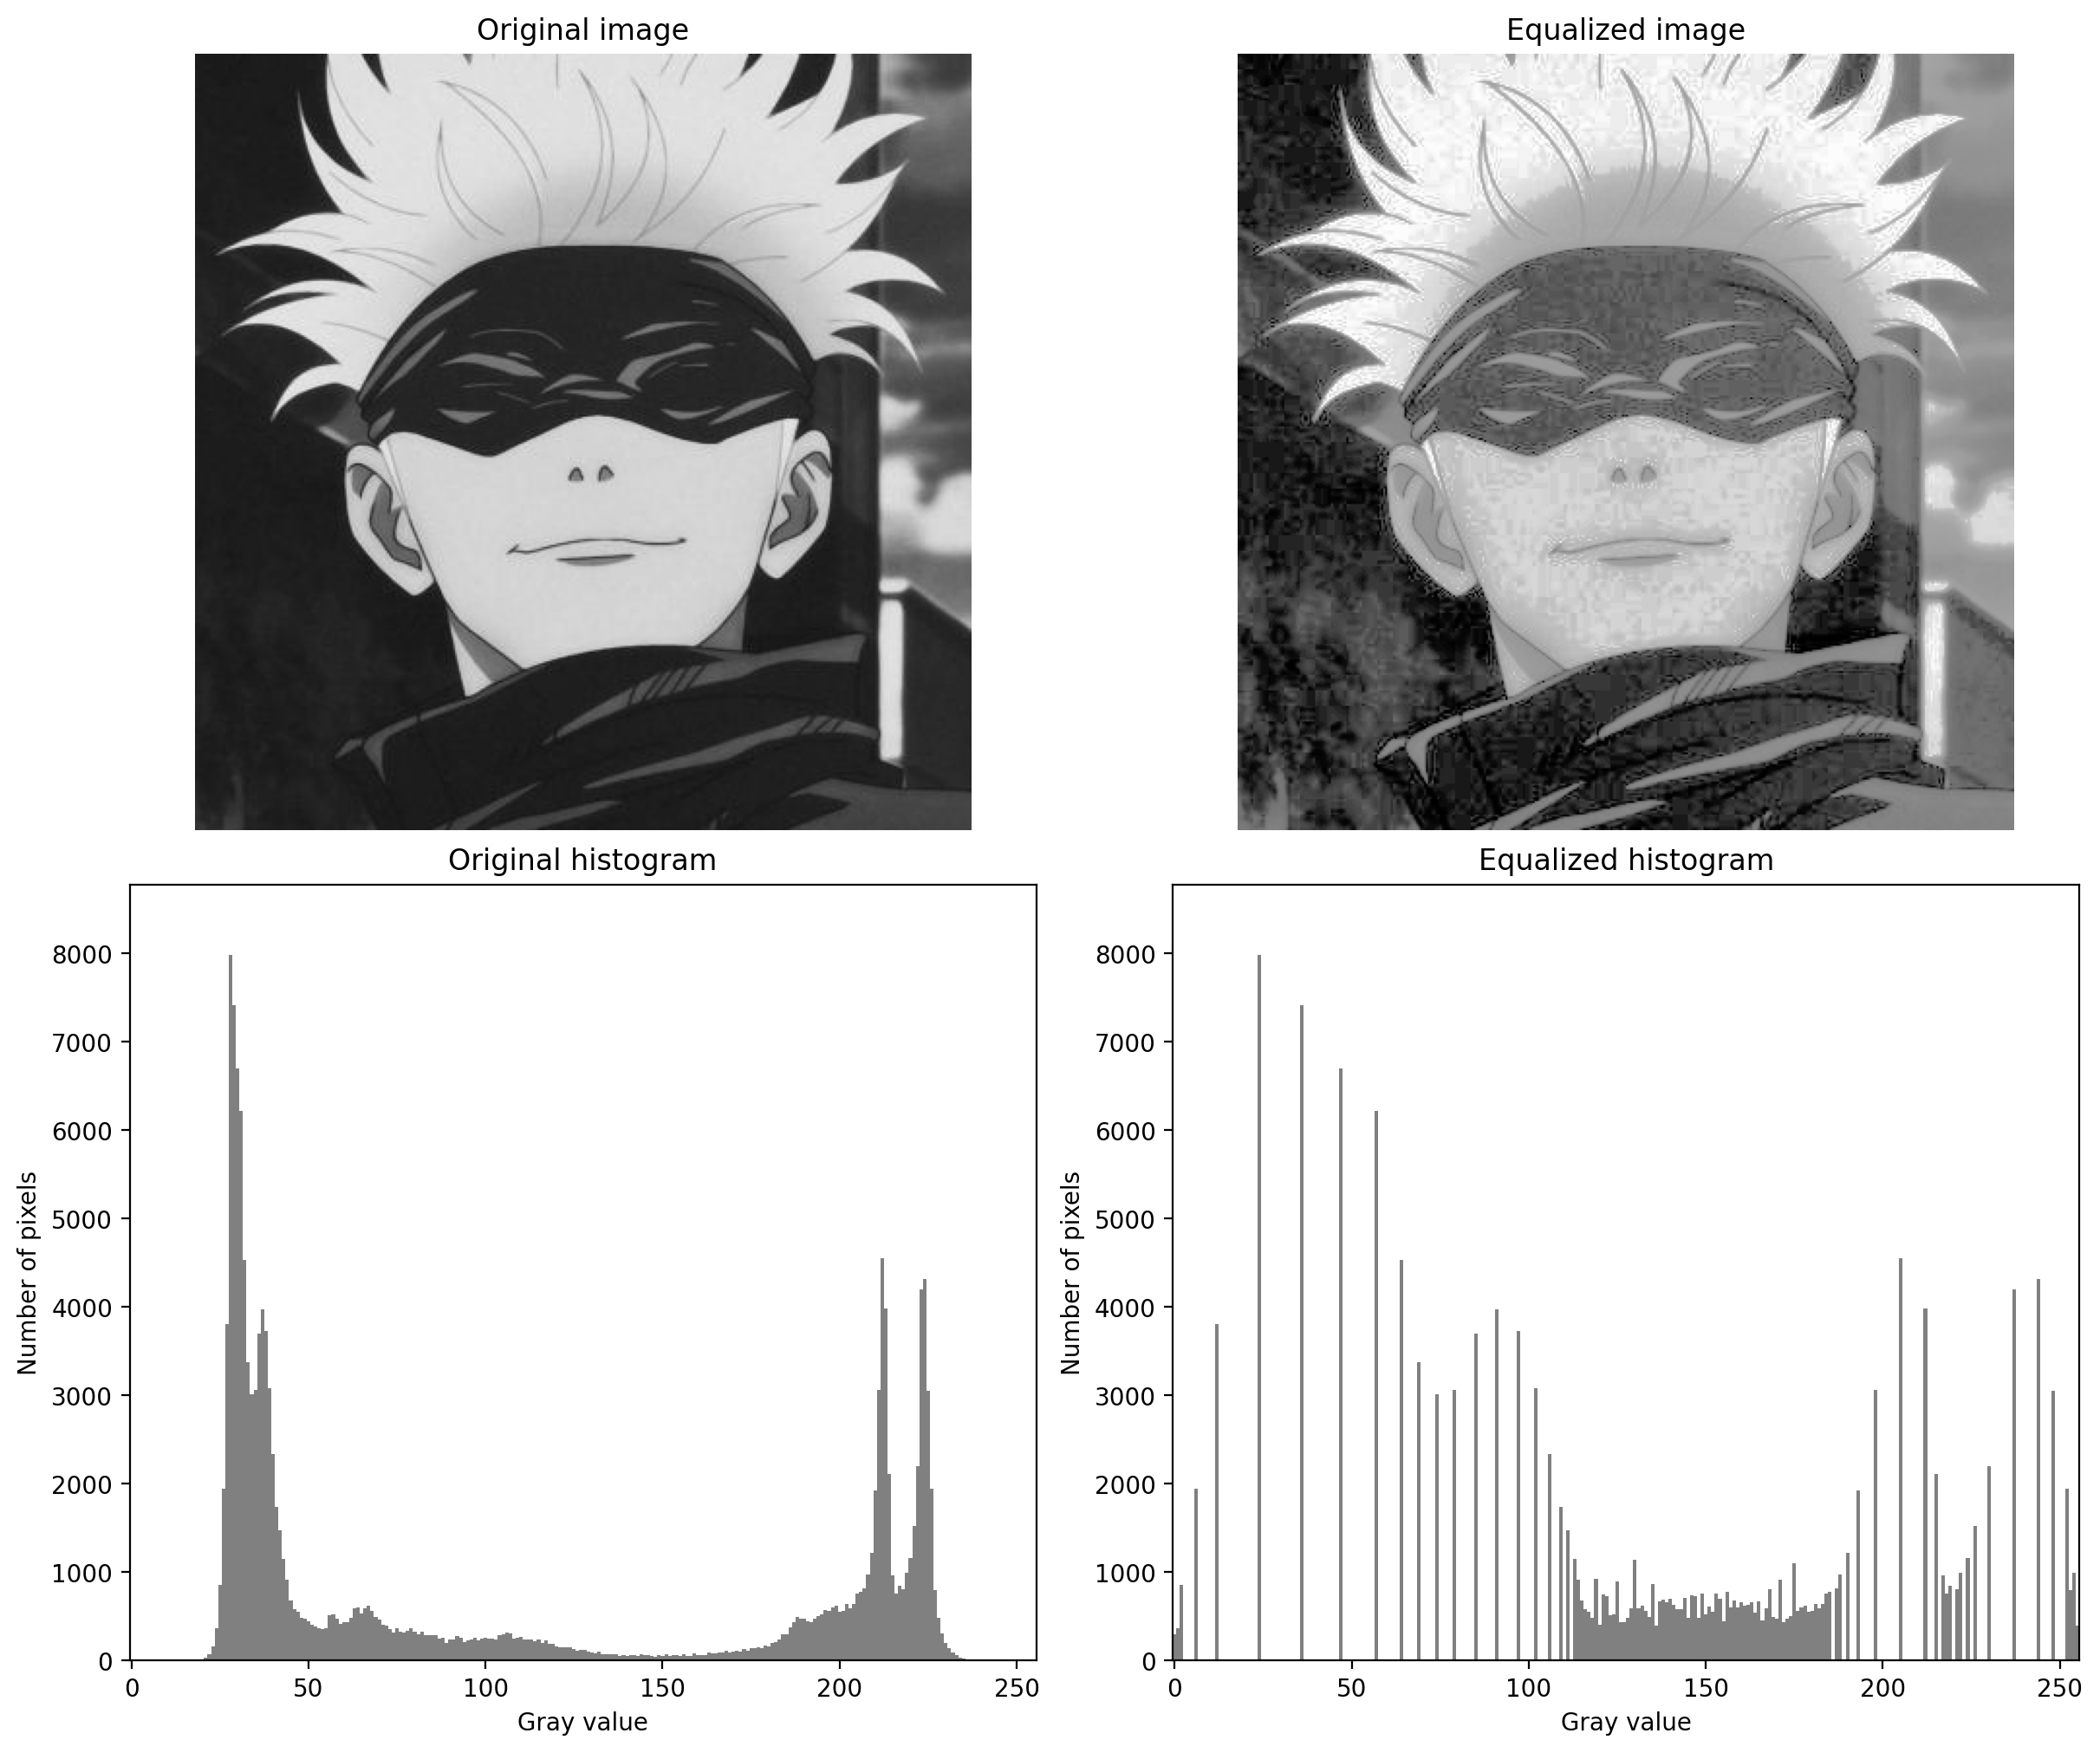 Original image
Equalized image
Original histogram
8000
7000
6000
5000
4000
3000
2000
1000
0
Number of pixels
0 50 100 150 200 250
Gray value
Equalized histogram
8000
7000
6000
5000
4000
3000
2000
1000
0
Number of pixels
0 50 100 150 200 250
Gray value